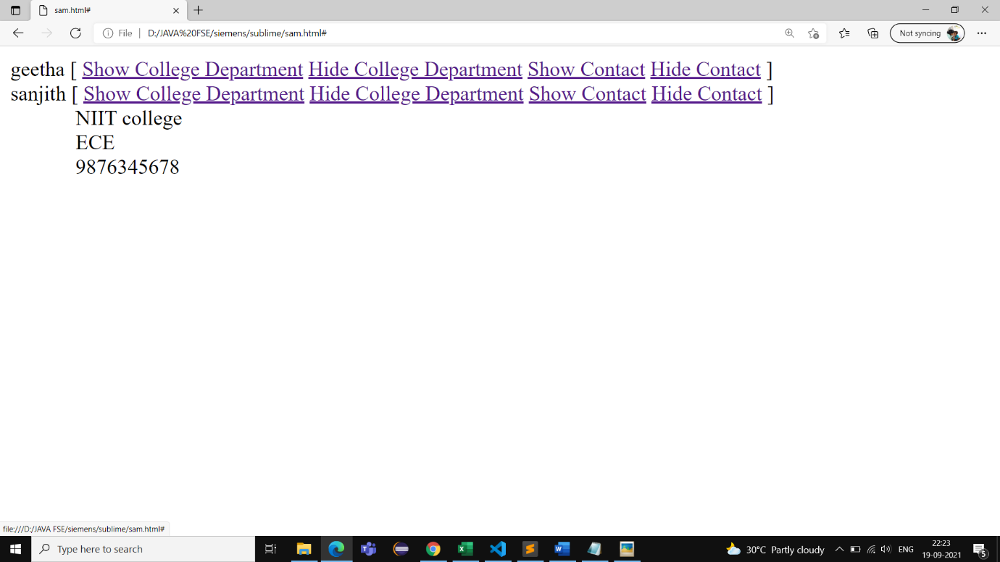 sam.html#
File | D:/JAVA%20FSE/siemens/sublime/sam.html#
Not syncing
geetha [ Show College Department Hide College Department Show Contact Hide Contact ]
sanjith [ Show College Department Hide College Department Show Contact Hide Contact ]
NIIT college
ECE
9876345678
file:///D:/JAVA FSE/siemens/sublime/sam.html#
Type here to search
30°C Partly cloudy
ENG
22:23
19-09-2021
5